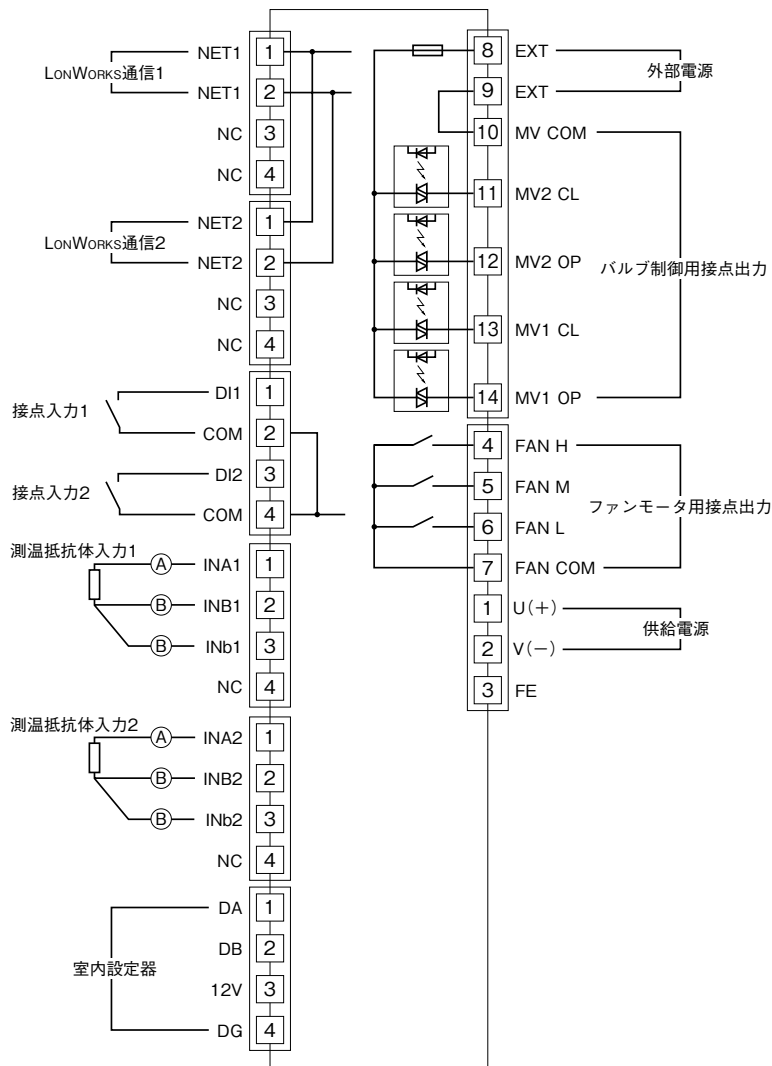 LONWORKS通信1
NET1 1
NET1 2
NC 3
NC 4
LONWORKS通信2
NET2 1
NET2 2
NC 3
NC 4
接点入力1
DI1 1
COM 2
接点入力2
DI2 3
COM 4
測温抵抗体入力1
A INA1 1
B INB1 2
B INb1 3
NC 4
測温抵抗体入力2
A INA2 1
B INB2 2
B INb2 3
NC 4
室内設定器
DA 1
DB 2
12V 3
DG 4
8 EXT
9 EXT
外部電源
10 MV COM
11 MV2 CL
12 MV2 OP
13 MV1 CL
14 MV1 OP
バルブ制御用接点出力
4 FAN H
5 FAN M
6 FAN L
7 FAN COM
ファンモータ用接点出力
1 U(+)
2 V(-)
供給電源
3 FE